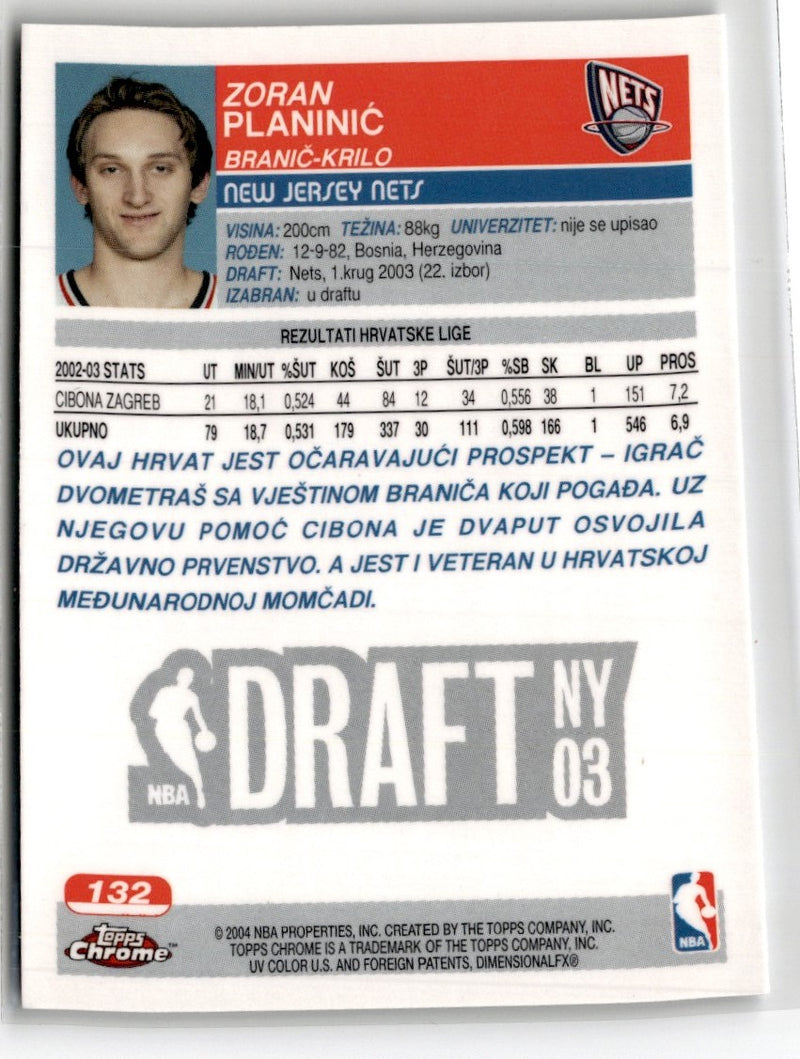 ZORAN
PLANINIĆ
BRANIČ-KRILO
NETS
NEW JERSEY NETS
VISINA: 200cm TEŽINA: 88kg UNIVERZITET: nije se upisao
ROĐEN: 12-9-82, Bosnia, Herzegovina
DRAFT: Nets, 1.krug 2003 (22. izbor)
IZABRAN: u draftu
REZULTATI HRVATSKE LIGE
2002-03 STATS UT MIN/UT %ŠUT KOŠ ŠUT 3P ŠUT/3P %SB SK BL UP PROS
CIBONA ZAGREB 21 18,1 0,524 44 84 12 34 0,556 38 1 151 7,2
UKUPNO 79 18,7 0,531 179 337 30 111 0,598 166 1 546 6,9
OVAJ HRVAT JEST OČARAVAJUĆI PROSPEKT – IGRAČ
DVOMETRAŠ SA VJEŠTINOM BRANIČA KOJI POGAĐA. UZ
NJEGOVU POMOĆ CIBONA JE DVAPUT OSVOJILA
DRŽAVNO PRVENSTVO. A JEST I VETERAN U HRVATSKOJ
MEĐUNARODNOJ MOMČADI.
NBA DRAFT NY 03
132
Topps Chrome™
© 2004 NBA PROPERTIES, INC. CREATED BY THE TOPPS COMPANY, INC.
TOPPS CHROME IS A TRADEMARK OF THE TOPPS COMPANY, INC.
UV COLOR U.S. AND FOREIGN PATENTS, DIMENSIONALFX®
NBA